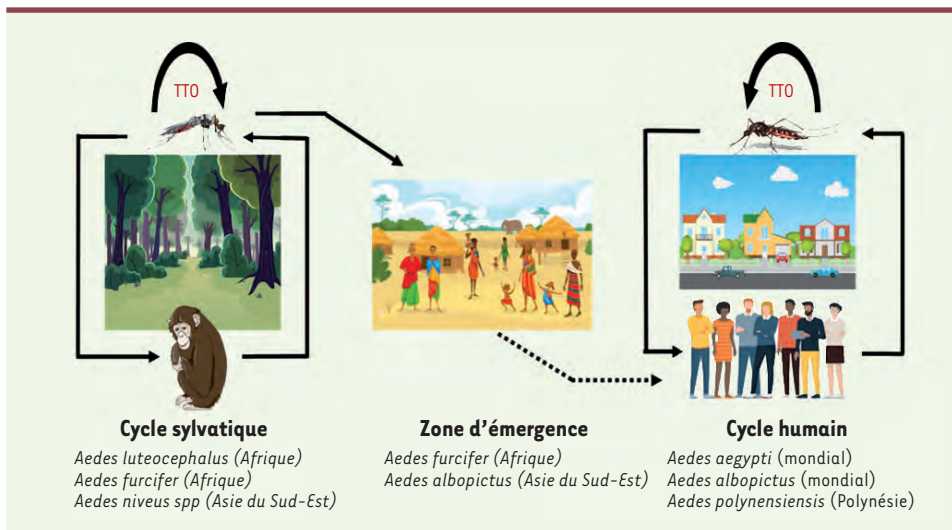 TTO
TTO
Cycle sylvatique
Aedes luteocephalus (Afrique)
Aedes furcifer (Afrique)
Aedes niveus spp (Asie du Sud-Est)
Zone d’émergence
Aedes furcifer (Afrique)
Aedes albopictus (Asie du Sud-Est)
Cycle humain
Aedes aegypti (mondial)
Aedes albopictus (mondial)
Aedes polynensiensis (Polynésie)